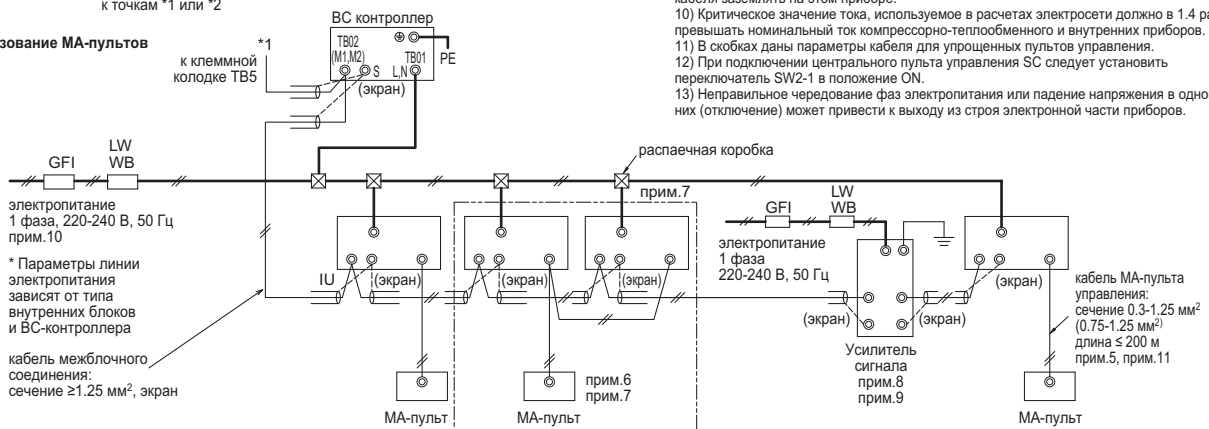 к точкам *1 или *2
зование МА-пультов
*1
к клеммной
колодке TB5
BC контроллер
TB02
(M1,M2)
S
L,N
TB01
PE
(экран)
кабеля заземлять на этом приборе.
10) Критическое значение тока, используемое в расчетах электросети должно в 1.4 ра
превышать номинальный ток компрессорно-теплообменного и внутренних приборов.
11) В скобках даны параметры кабеля для упрощенных пультов управления.
12) При подключении центрального пульта управления SC следует установить
переключатель SW2-1 в положение ON.
13) Неправильное чередование фаз электропитания или падение напряжения в одно
них (отключение) может привести к выходу из строя электронной части приборов.
GFI
LW
WB
распаечная коробка
прим.7
электропитание
1 фаза, 220-240 В, 50 Гц
прим.10
* Параметры линии
электропитания
зависят от типа
внутренних блоков
и BC-контроллера
кабель межблочного
соединения:
сечение ≥1.25 мм², экран
IU
(экран)
(экран)
(экран)
GFI
LW
WB
электропитание
1 фаза
220-240 В, 50 Гц
(экран)
(экран)
(экран)
Усилитель
сигнала
прим.8
прим.9
кабель МА-пульта
управления:
сечение 0.3-1.25 мм²
(0.75-1.25 мм²)
длина ≤ 200 м
прим.5, прим.11
прим.6
прим.7
МА-пульт
МА-пульт
МА-пульт